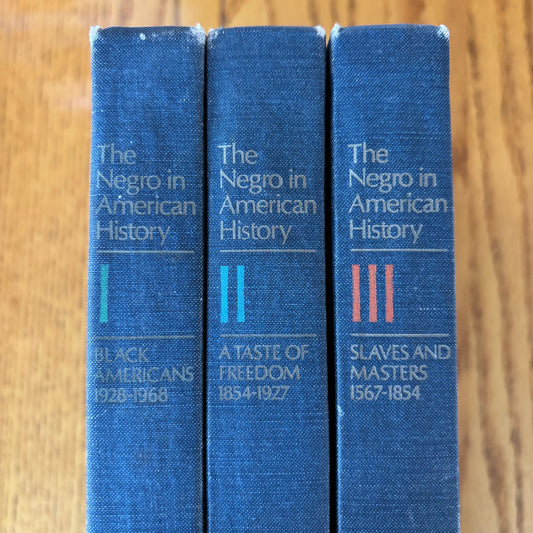 The
Negro in
American
History
I
BLACK
AMERICANS
1928-1968
The
Negro in
American
History
II
A TASTE OF
FREEDOM
1854-1927
The
Negro in
American
History
III
SLAVES AND
MASTERS
1567-1854